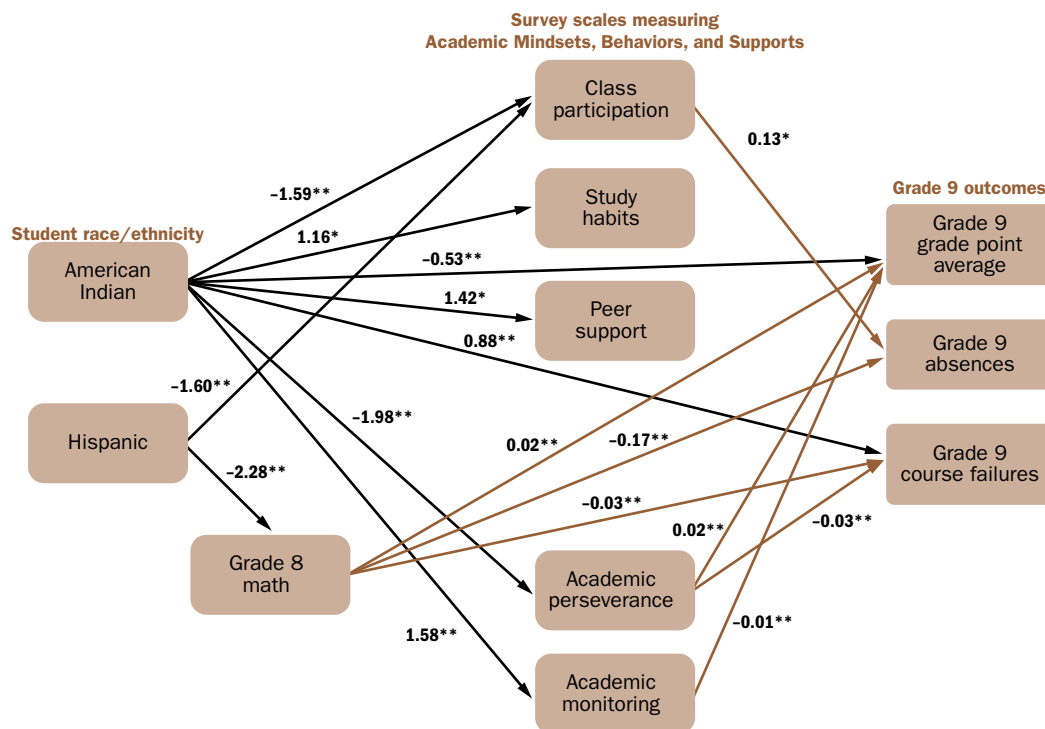 Survey scales measuring
Academic Mindsets, Behaviors, and Supports
Class
participation
0.13*
–1.59**
Study
habits
Grade 9 outcomes
Student race/ethnicity
1.16*
Grade 9
grade point
average
American
Indian
–0.53**
1.42*
Peer
support
0.88**
Grade 9
absences
–1.60**
Hispanic
–1.98**
0.02**
–0.17**
Grade 9
course failures
–2.28**
–0.03**
0.02**
–0.03**
Grade 8
math
Academic
perseverance
–0.01**
1.58**
Academic
monitoring